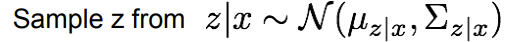 Sample z from z|x ∼ 𝒩(μ_{z|x}, Σ_{z|x})